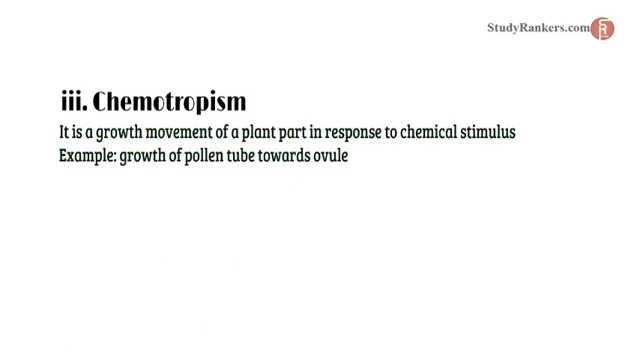 StudyRankers.com
iii. Chemotropism
It is a growth movement of a plant part in response to chemical stimulus
Example: growth of pollen tube towards ovule